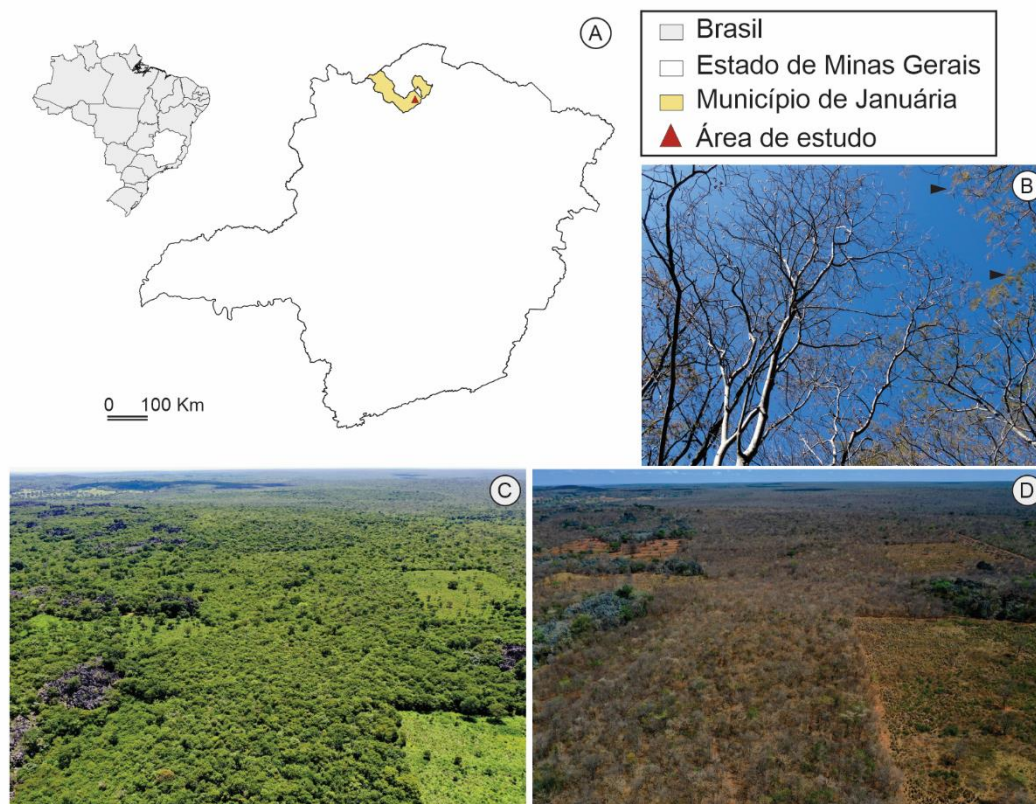 A
Brasil
Estado de Minas Gerais
Município de Januária
Área de estudo
0 100 Km
B
C
D